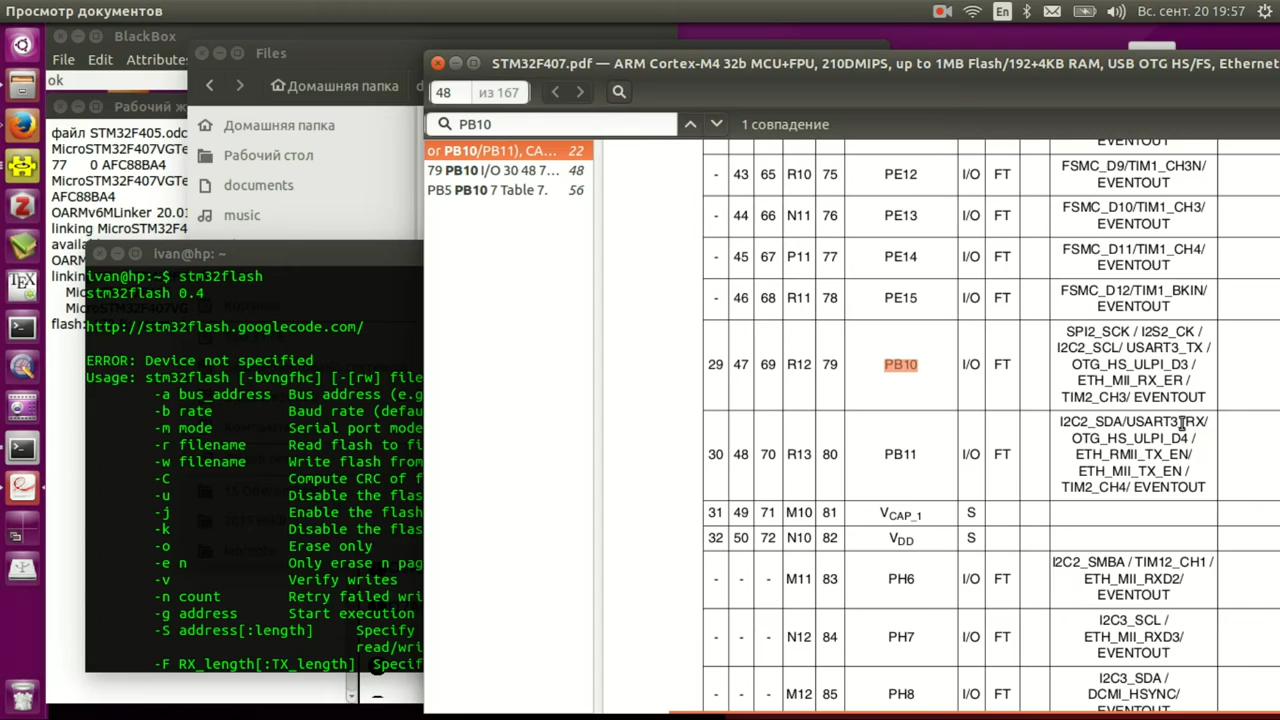 Просмотр документов
En
Вс. сент. 20 19:57
BlackBox
File Edit Attributes
ok
Рабочий ж
файл STM32F405.odc
MicroSTM32F407VGTe
77 0 AFC88BA4
MicroSTM32F407VGTe
AFC88BA4
OARMv6MLinker 20.01
linking MicroSTM32F4
availa
OARM
linkin
Mic
Mic
flash:
Files
Домашняя папка
Домашняя папка
Рабочий стол
documents
music
ivan@hp: ~
ivan@hp:~$ stm32flash
stm32flash 0.4
http://stm32flash.googlecode.com/
ERROR: Device not specified
Usage: stm32flash [-bvngfhc] [-[rw] file
-a bus_address Bus address (e.g
-b rate Baud rate (defau
-m mode Serial port mode
-r filename Read flash to fi
-w filename Write flash from
-C Compute CRC of f
-u Disable the flas
-j Enable the flash
-k Disable the flas
-o Erase only
-e n Only erase n pag
-v Verify writes
-n count Retry failed wri
-g address Start execution
-S address[:length] Specify
read/wri
-F RX_length[:TX_length] Specif
STM32F407.pdf — ARM Cortex-M4 32b MCU+FPU, 210DMIPS, up to 1MB Flash/192+4KB RAM, USB OTG HS/FS, Ethernet
48 из 167
PB10
1 совпадение
or PB10/PB11), CA... 22
79 PB10 I/O 30 48 7... 48
PB5 PB10 7 Table 7. 56
EVENTOUT
- 43 65 R10 75 PE12 I/O FT FSMC_D9/TIM1_CH3N/
EVENTOUT
- 44 66 N11 76 PE13 I/O FT FSMC_D10/TIM1_CH3/
EVENTOUT
- 45 67 P11 77 PE14 I/O FT FSMC_D11/TIM1_CH4/
EVENTOUT
- 46 68 R11 78 PE15 I/O FT FSMC_D12/TIM1_BKIN/
EVENTOUT
29 47 69 R12 79 PB10 I/O FT SPI2_SCK / I2S2_CK /
I2C2_SCL/ USART3_TX /
OTG_HS_ULPI_D3 /
ETH_MII_RX_ER /
TIM2_CH3/ EVENTOUT
30 48 70 R13 80 PB11 I/O FT I2C2_SDA/USART3_RX/
OTG_HS_ULPI_D4 /
ETH_RMII_TX_EN/
ETH_MII_TX_EN /
TIM2_CH4/ EVENTOUT
31 49 71 M10 81 VCAP_1 S
32 50 72 N10 82 VDD S
- - - M11 83 PH6 I/O FT I2C2_SMBA / TIM12_CH1 /
ETH_MII_RXD2/
EVENTOUT
- - - N12 84 PH7 I/O FT I2C3_SCL /
ETH_MII_RXD3/
EVENTOUT
- - - M12 85 PH8 I/O FT I2C3_SDA /
DCMI_HSYNC/